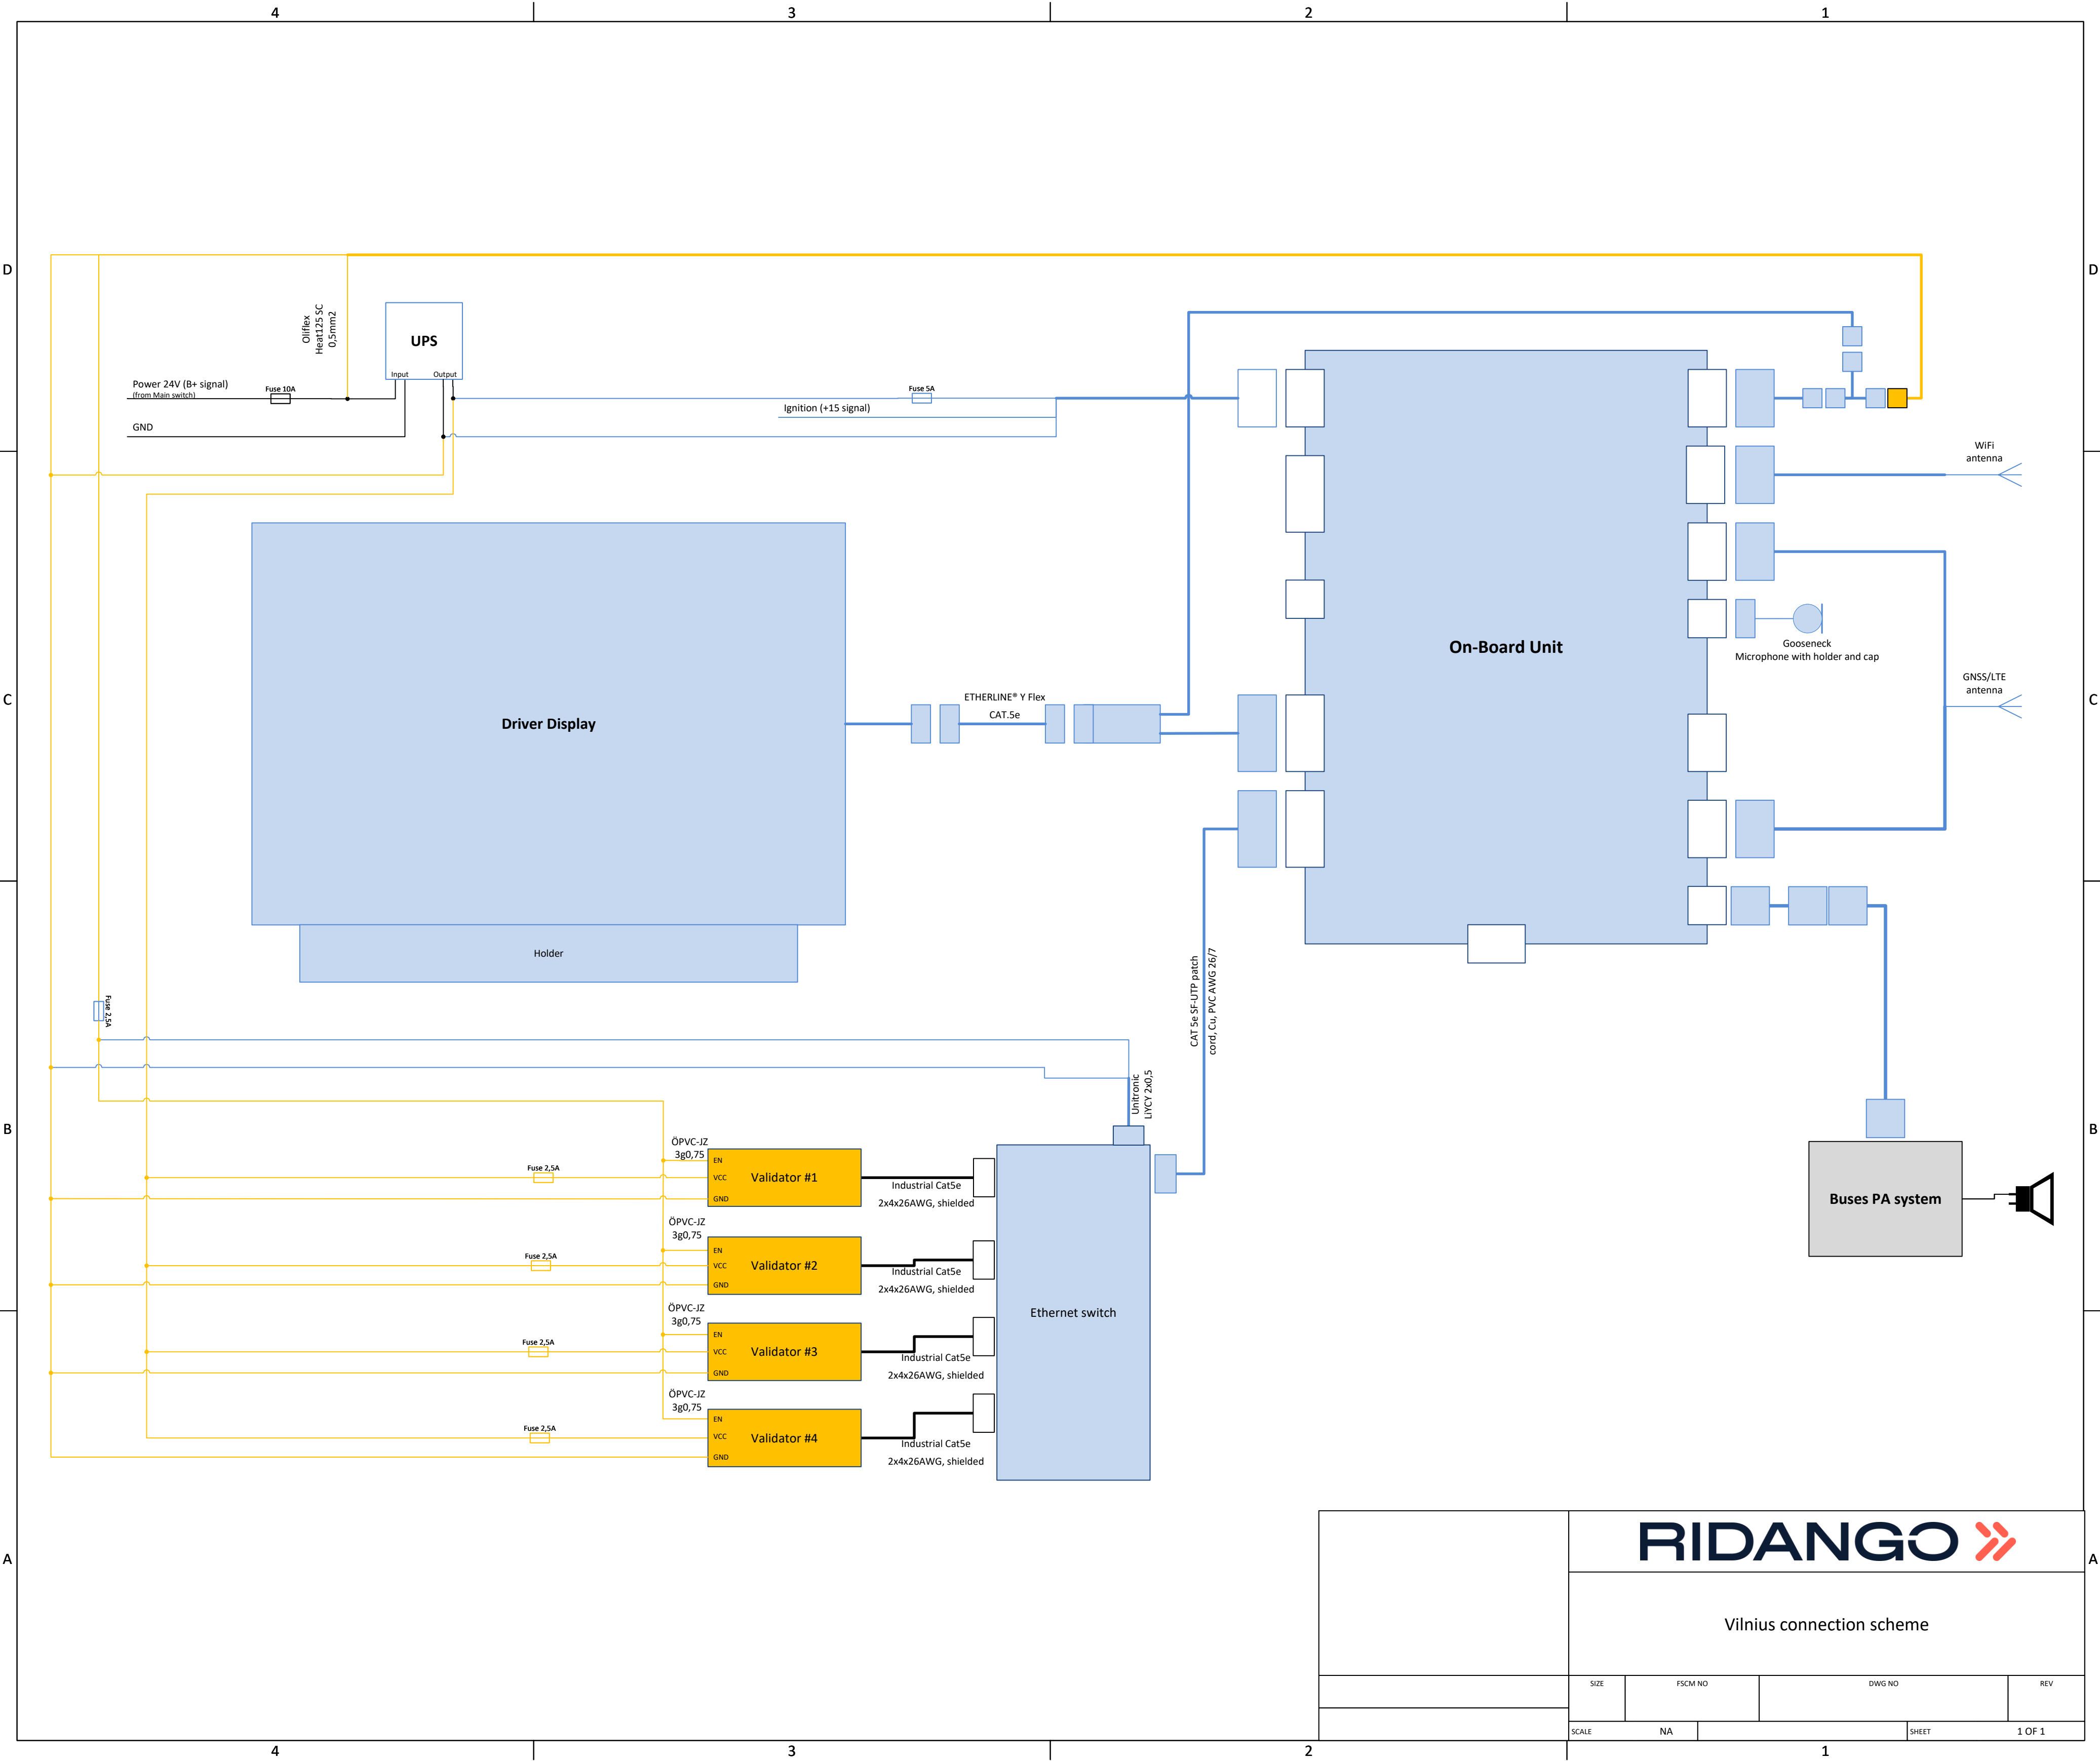 4 3 2 1
D D
Oliflex
Heat125 SC
0,5mm2
UPS
Input Output
Power 24V (B+ signal)
(from Main switch)
Fuse 10A
Fuse 5A
Ignition (+15 signal)
GND
WiFi
antenna
On-Board Unit
Gooseneck
Microphone with holder and cap
GNSS/LTE
antenna
C C
ETHERLINE® Y Flex
CAT.5e
Driver Display
Holder
CAT 5e SF-UTP patch
cord, Cu, PVC AWG 26/7
Fuse 2,5A
Unitronic
LiYCY 2x0,5
B B
ÖPVC-JZ
3g0,75
Fuse 2,5A
EN
VCC
GND
Validator #1
Industrial Cat5e
2x4x26AWG, shielded
Buses PA system
ÖPVC-JZ
3g0,75
Fuse 2,5A
EN
VCC
GND
Validator #2
Industrial Cat5e
2x4x26AWG, shielded
Ethernet switch
ÖPVC-JZ
3g0,75
Fuse 2,5A
EN
VCC
GND
Validator #3
Industrial Cat5e
2x4x26AWG, shielded
ÖPVC-JZ
3g0,75
Fuse 2,5A
EN
VCC
GND
Validator #4
Industrial Cat5e
2x4x26AWG, shielded
A A
RIDANGO
Vilnius connection scheme
SIZE FSCM NO DWG NO REV
SCALE NA SHEET 1 OF 1
4 3 2 1